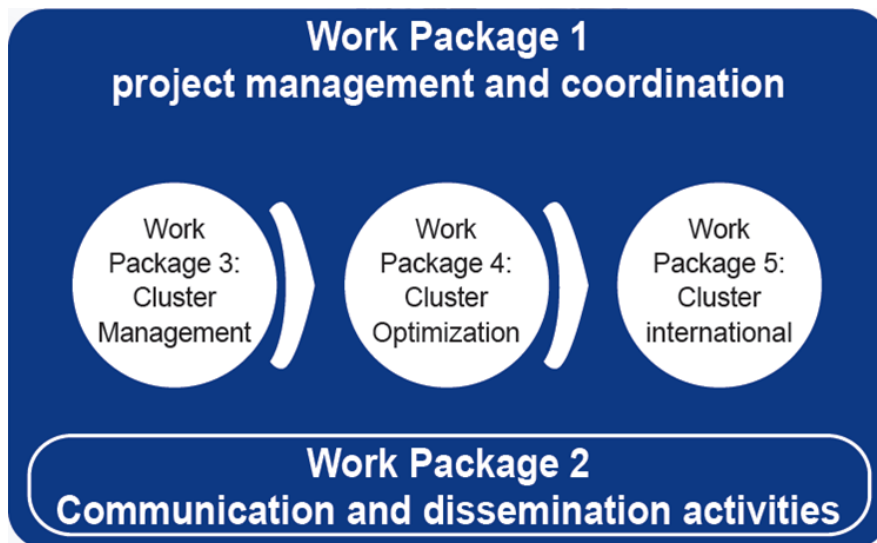 Work Package 1
project management and coordination
Work
Package 3:
Cluster
Management
Work
Package 4:
Cluster
Optimization
Work
Package 5:
Cluster
international
Work Package 2
Communication and dissemination activities